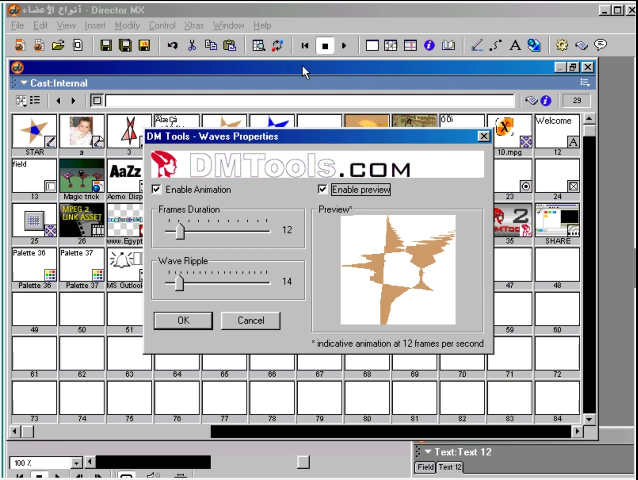 أنواع الأعضاء - Director MX
File Edit View Insert Modify Control Xtras Window Help
Cast:Internal
29
STAR a 3 10.mpg Welcome 12
field 13 Magic trick AaZz
25 26 MPEG 2 LINK ASSET 35 SHARE
Palette 36 Palette 37
Palette 36 Palette 37 MS Outlook 47 48
49 50 51 59 60
61 62 63 64 65 66 67 68 69 70 71 72
73 74 75 76 77 78 79 80 81 82 83 84
DM Tools - Waves Properties
DMTools.COM
Enable Animation
Enable preview
Frames Duration
12
Wave Ripple
14
Preview*
OK Cancel
* indicative animation at 12 frames per second
100 %
Text:Text 12
Field Text 12